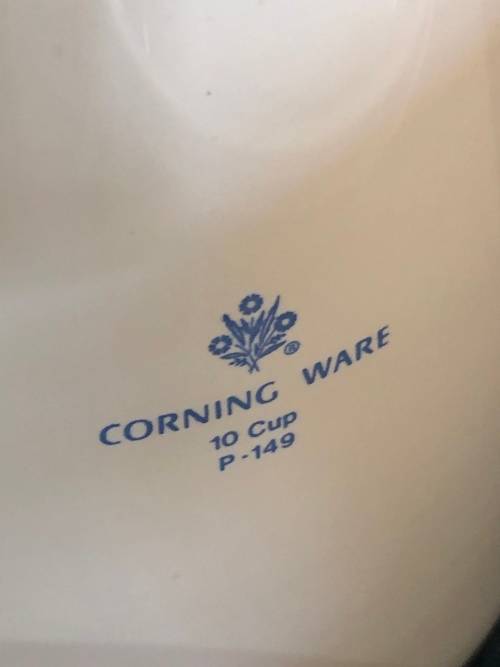 ®
CORNING WARE
10 Cup
P-149